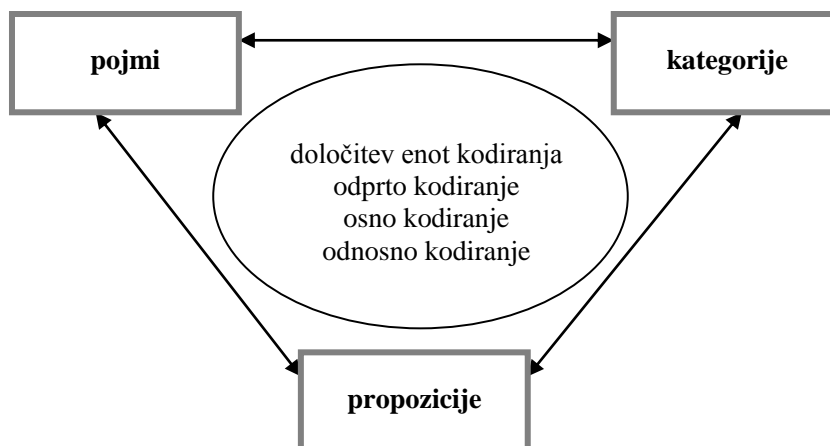 pojmi
kategorije
določitev enot kodiranja
odprto kodiranje
osno kodiranje
odnosno kodiranje
propozicije